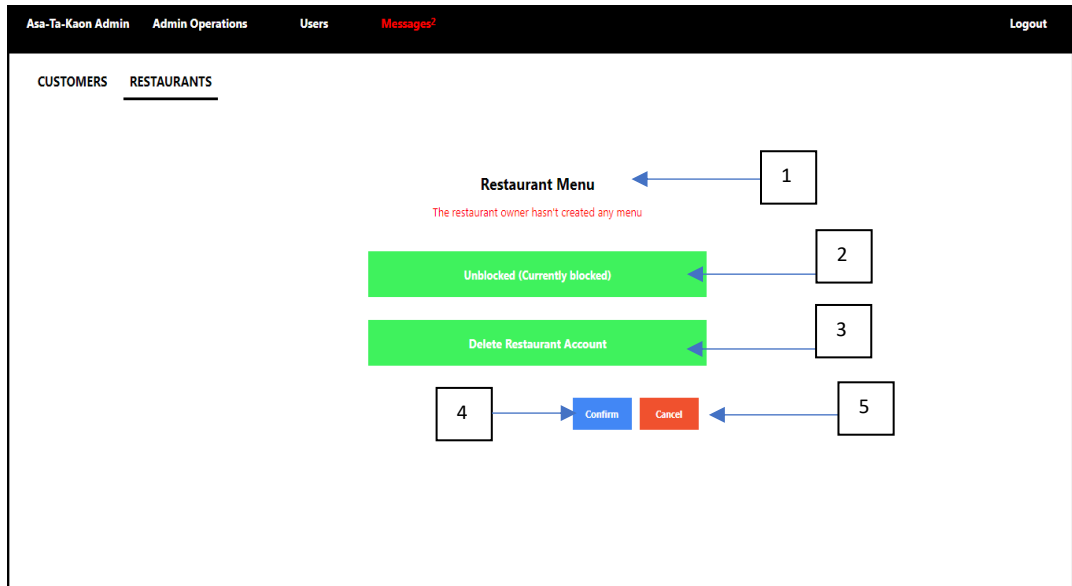 Asa-Ta-Kaon Admin Admin Operations Users Messages2 Logout
CUSTOMERS RESTAURANTS
Restaurant Menu
1
The restaurant owner hasn't created any menu
Unblocked (Currently blocked)
2
Delete Restaurant Account
3
4
Confirm Cancel
5